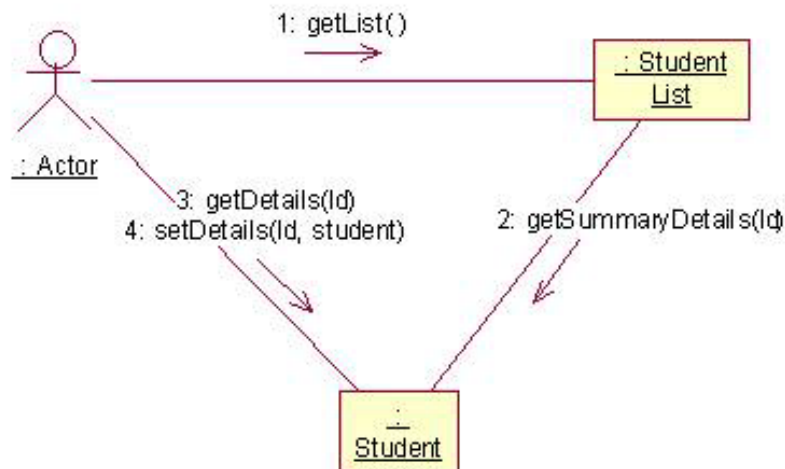 1: getList()
: Student
List
: Actor
3: getDetails(Id)
4: setDetails(Id, student)
2: getSummaryDetails(Id)
:
Student